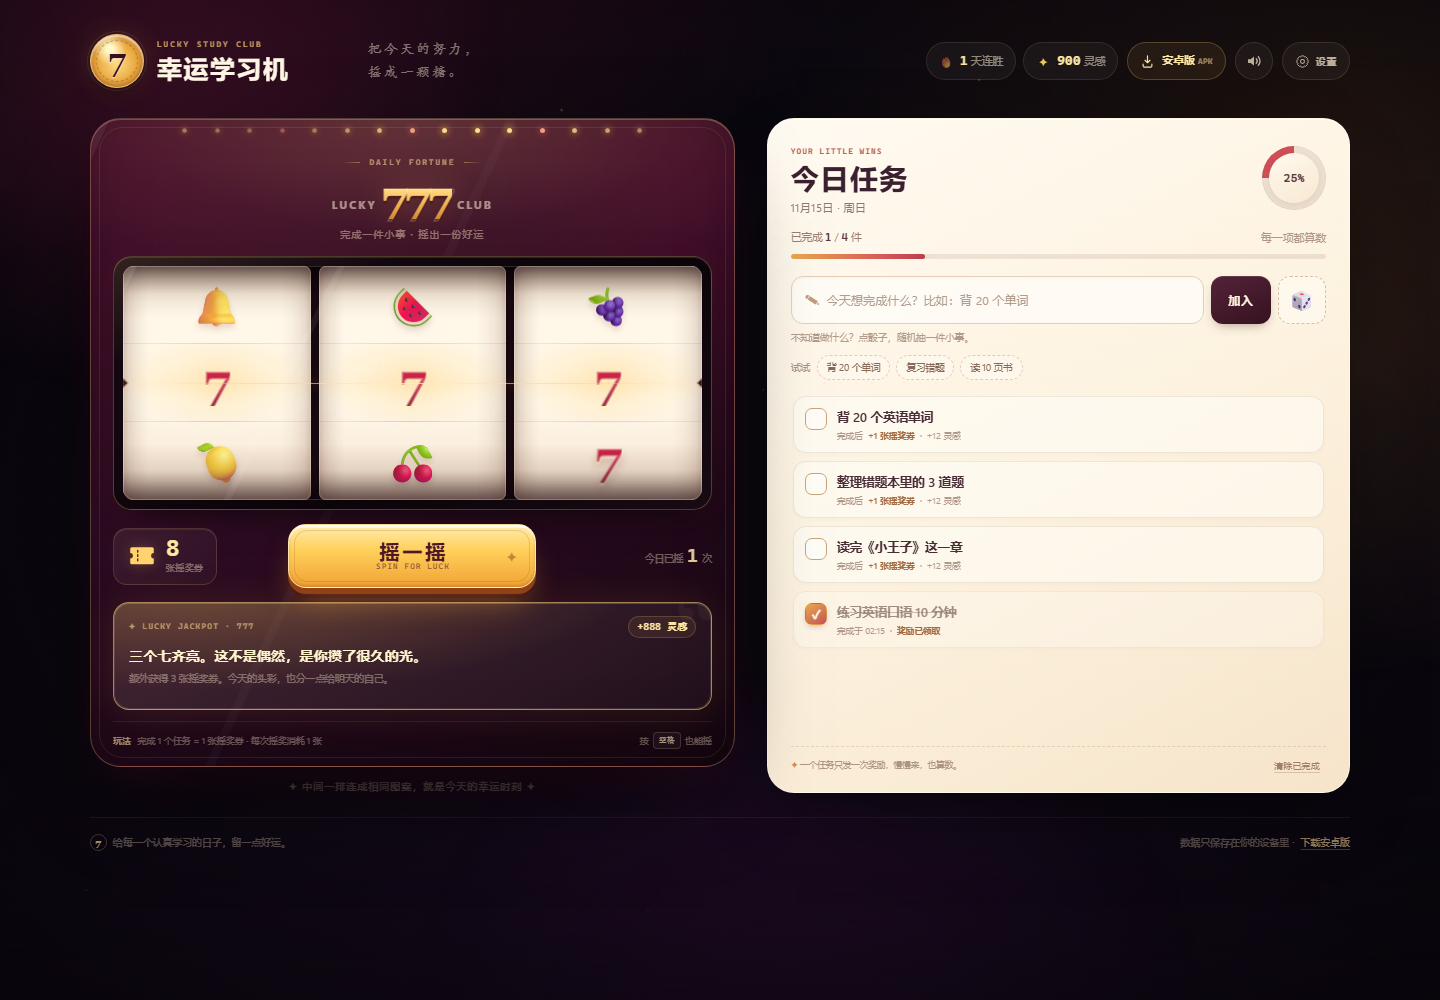 7
LUCKY STUDY CLUB
幸运学习机
把今天的努力，
摇成一颗糖。
1 天连胜
900 灵感
安卓版 APK
设置
DAILY FORTUNE
LUCKY 777 CLUB
完成一件小事 · 摇出一份好运
7 7 7
7
8
张摇奖券
摇一摇
SPIN FOR LUCK
今日已摇 1 次
LUCKY JACKPOT · 777
+888 灵感
三个七齐亮。这不是偶然，是你攒了很久的光。
额外获得 3 张摇奖券。今天的头彩，也分一点给明天的自己。
玩法 完成 1 个任务 = 1 张摇奖券 · 每次摇奖消耗 1 张
按 空格 也能摇
中间一排连成相同图案，就是今天的幸运时刻
YOUR LITTLE WINS
今日任务
11月15日 · 周日
25%
已完成 1 / 4 件
每一项都算数
今天想完成什么？比如：背 20 个单词
加入
不知道做什么？点骰子，随机抽一件小事。
试试 背 20 个单词 复习错题 读 10 页书
背 20 个英语单词
完成后 +1 张摇奖券 · +12 灵感
整理错题本里的 3 道题
完成后 +1 张摇奖券 · +12 灵感
读完《小王子》这一章
完成后 +1 张摇奖券 · +12 灵感
练习英语口语 10 分钟
完成于 02:15 · 奖励已领取
一个任务只发一次奖励，慢慢来，也算数。
清除已完成
7 给每一个认真学习的日子，留一点好运。
数据只保存在你的设备里 · 下载安卓版